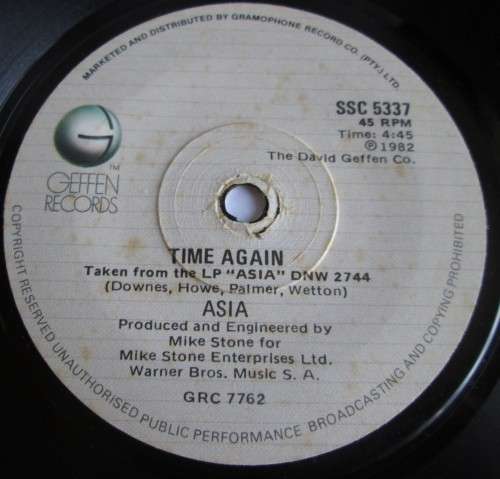 MARKETED AND DISTRIBUTED BY GRAMOPHONE RECORD CO. (PTY.) LTD.
SSC 5337
45 RPM
Time: 4:45
℗ 1982
The David Geffen Co.
G
TM
GEFFEN
RECORDS
TIME AGAIN
Taken from the LP "ASIA" DNW 2744
(Downes, Howe, Palmer, Wetton)
ASIA
Produced and Engineered by
Mike Stone for
Mike Stone Enterprises Ltd.
Warner Bros. Music S. A.
GRC 7762
COPYRIGHT RESERVED UNAUTHORISED PUBLIC PERFORMANCE BROADCASTING AND COPYING PROHIBITED